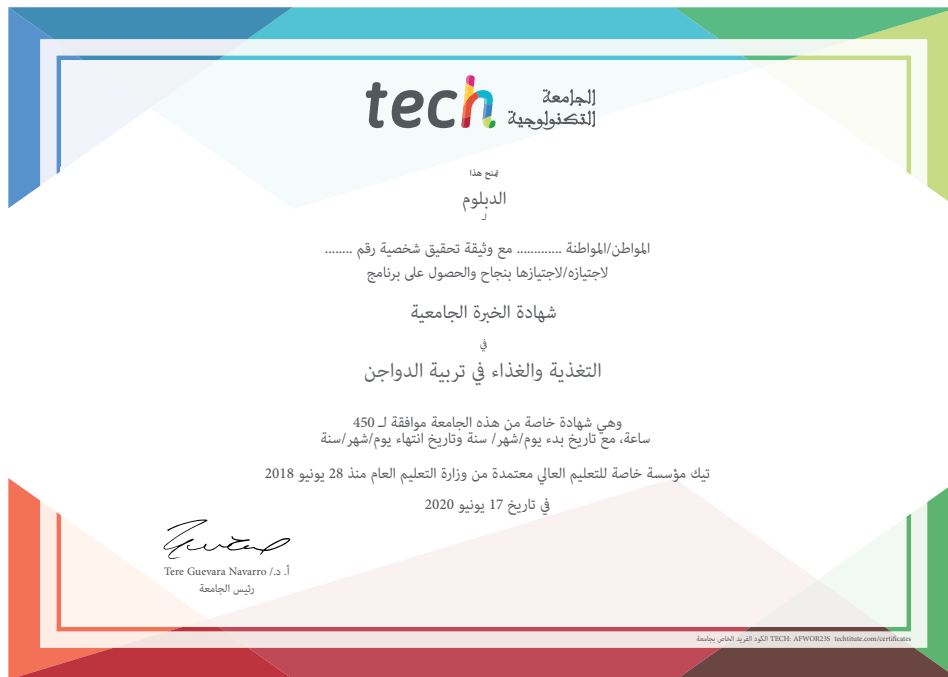 tech الجامعة
التكنولوجية
تمنح هذا
الدبلوم
لـ
المواطن/المواطنة ............. مع وثيقة تحقيق شخصية رقم ........
لاجتيازه/لاجتيازها بنجاح والحصول على برنامج
شهادة الخبرة الجامعية
في
التغذية والغذاء في تربية الدواجن
وهي شهادة خاصة من هذه الجامعة موافقة لـ 450
ساعة، مع تاريخ بدء يوم/شهر/ سنة وتاريخ انتهاء يوم/شهر/سنة
تيك مؤسسة خاصة للتعليم العالي معتمدة من وزارة التعليم العام منذ 28 يونيو 2018
في تاريخ 17 يونيو 2020
أ. د./ Tere Guevara Navarro
رئيس الجامعة
الكود الفريد الخاص بجامعة TECH: AFWOR23S techtitute.com/certificates